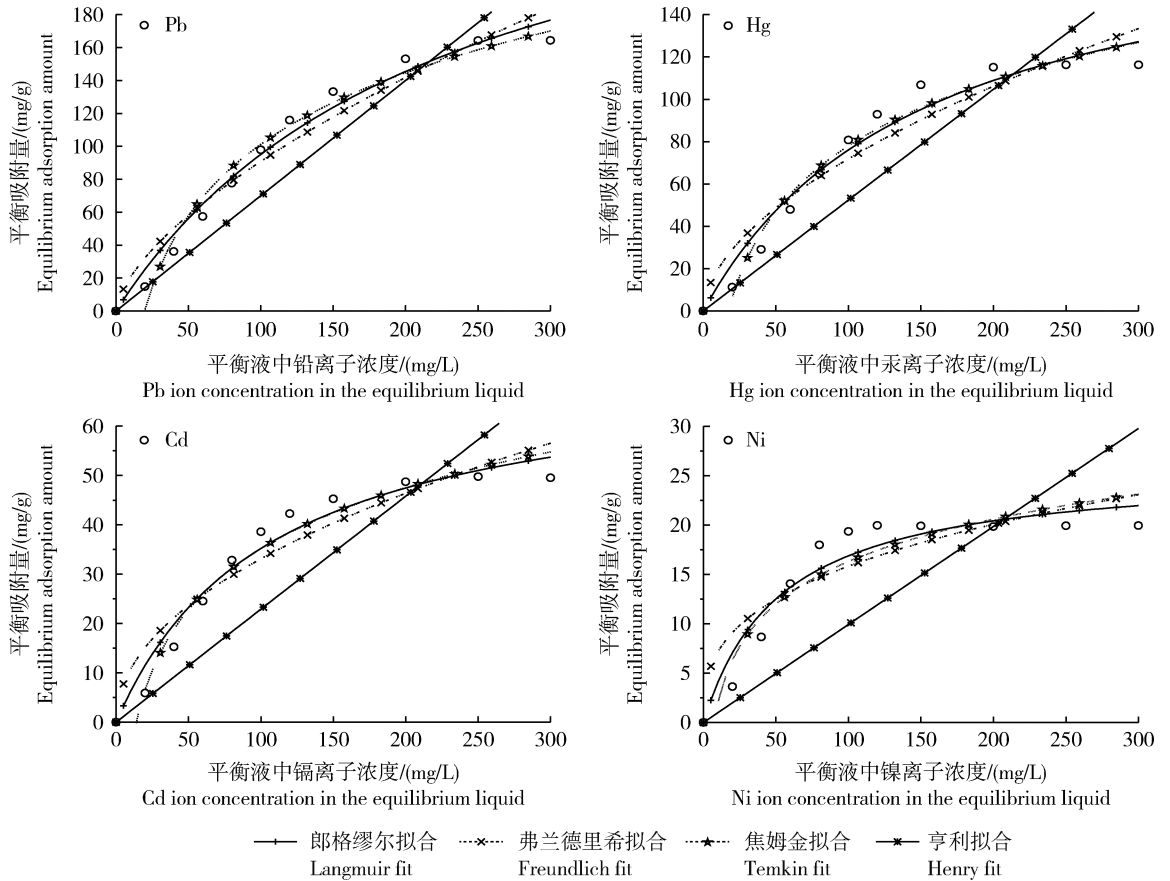 Pb
180
160
140
120
100
80
60
40
20
0
平衡吸附量/(mg/g)
Equilibrium adsorption amount
0 50 100 150 200 250 300
平衡液中铅离子浓度/(mg/L)
Pb ion concentration in the equilibrium liquid
Hg
140
120
100
80
60
40
20
0
平衡吸附量/(mg/g)
Equilibrium adsorption amount
0 50 100 150 200 250 300
平衡液中汞离子浓度/(mg/L)
Hg ion concentration in the equilibrium liquid
Cd
60
50
40
30
20
10
0
平衡吸附量/(mg/g)
Equilibrium adsorption amount
0 50 100 150 200 250 300
平衡液中镉离子浓度/(mg/L)
Cd ion concentration in the equilibrium liquid
Ni
30
25
20
15
10
5
0
平衡吸附量/(mg/g)
Equilibrium adsorption amount
0 50 100 150 200 250 300
平衡液中镍离子浓度/(mg/L)
Ni ion concentration in the equilibrium liquid
郎格缪尔拟合 弗兰德里希拟合 焦姆金拟合 亨利拟合
Langmuir fit Freundlich fit Temkin fit Henry fit